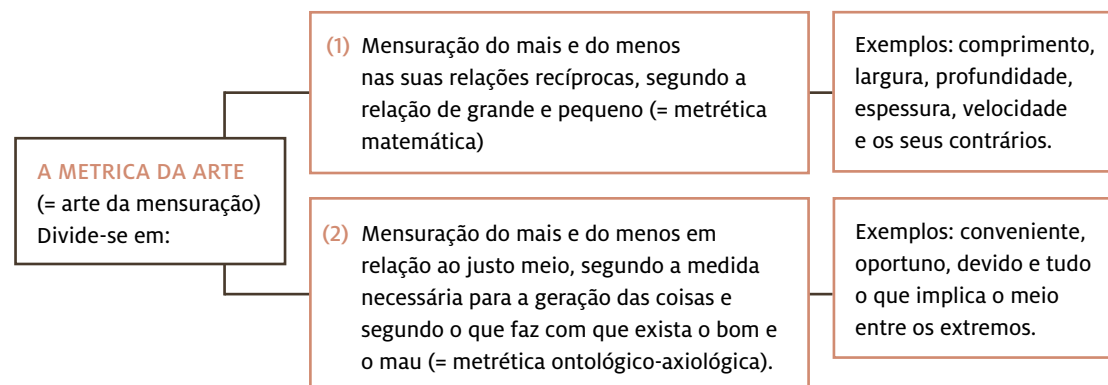 A METRICA DA ARTE
(= arte da mensuração)
Divide-se em:
(1) Mensuração do mais e do menos
nas suas relações recíprocas, segundo a
relação de grande e pequeno (= metrética
matemática)
Exemplos: comprimento,
largura, profundidade,
espessura, velocidade
e os seus contrários.
(2) Mensuração do mais e do menos em
relação ao justo meio, segundo a medida
necessária para a geração das coisas e
segundo o que faz com que exista o bom e
o mau (= metrética ontológico-axiológica).
Exemplos: conveniente,
oportuno, devido e tudo
o que implica o meio
entre os extremos.